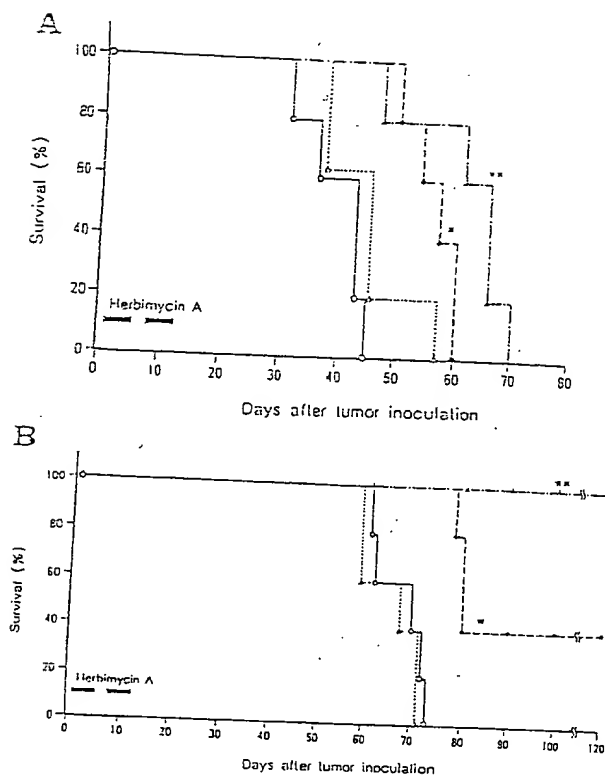 A
100
80
60
40
20
0
Survival (%)
**
*
Herbimycin A
0 10 20 30 40 50 60 70 80
Days after tumor inoculation
B
100
80
60
40
20
0
Survival (%)
**
*
Herbimycin A
0 10 20 30 40 50 60 70 80 90 100 120
Days after tumor inoculation